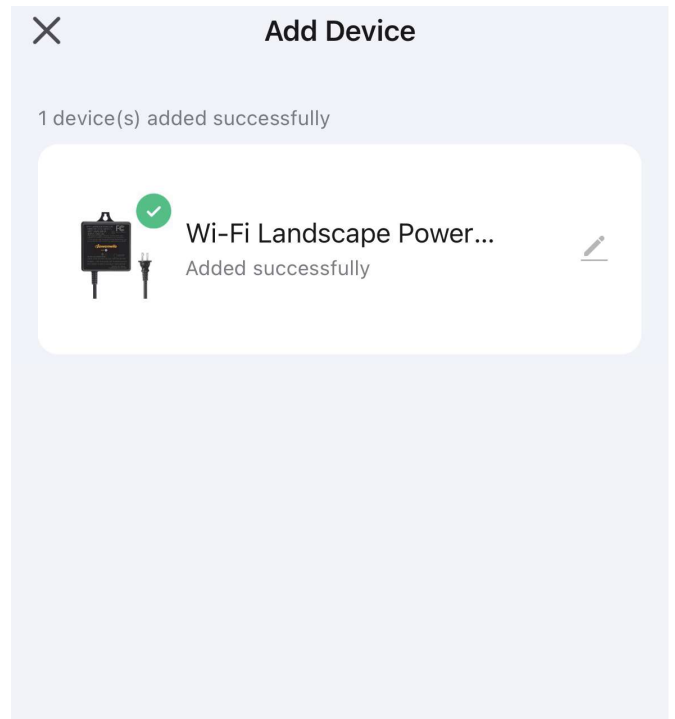 Add Device
1 device(s) added successfully
Wi-Fi Landscape Power...
Added successfully